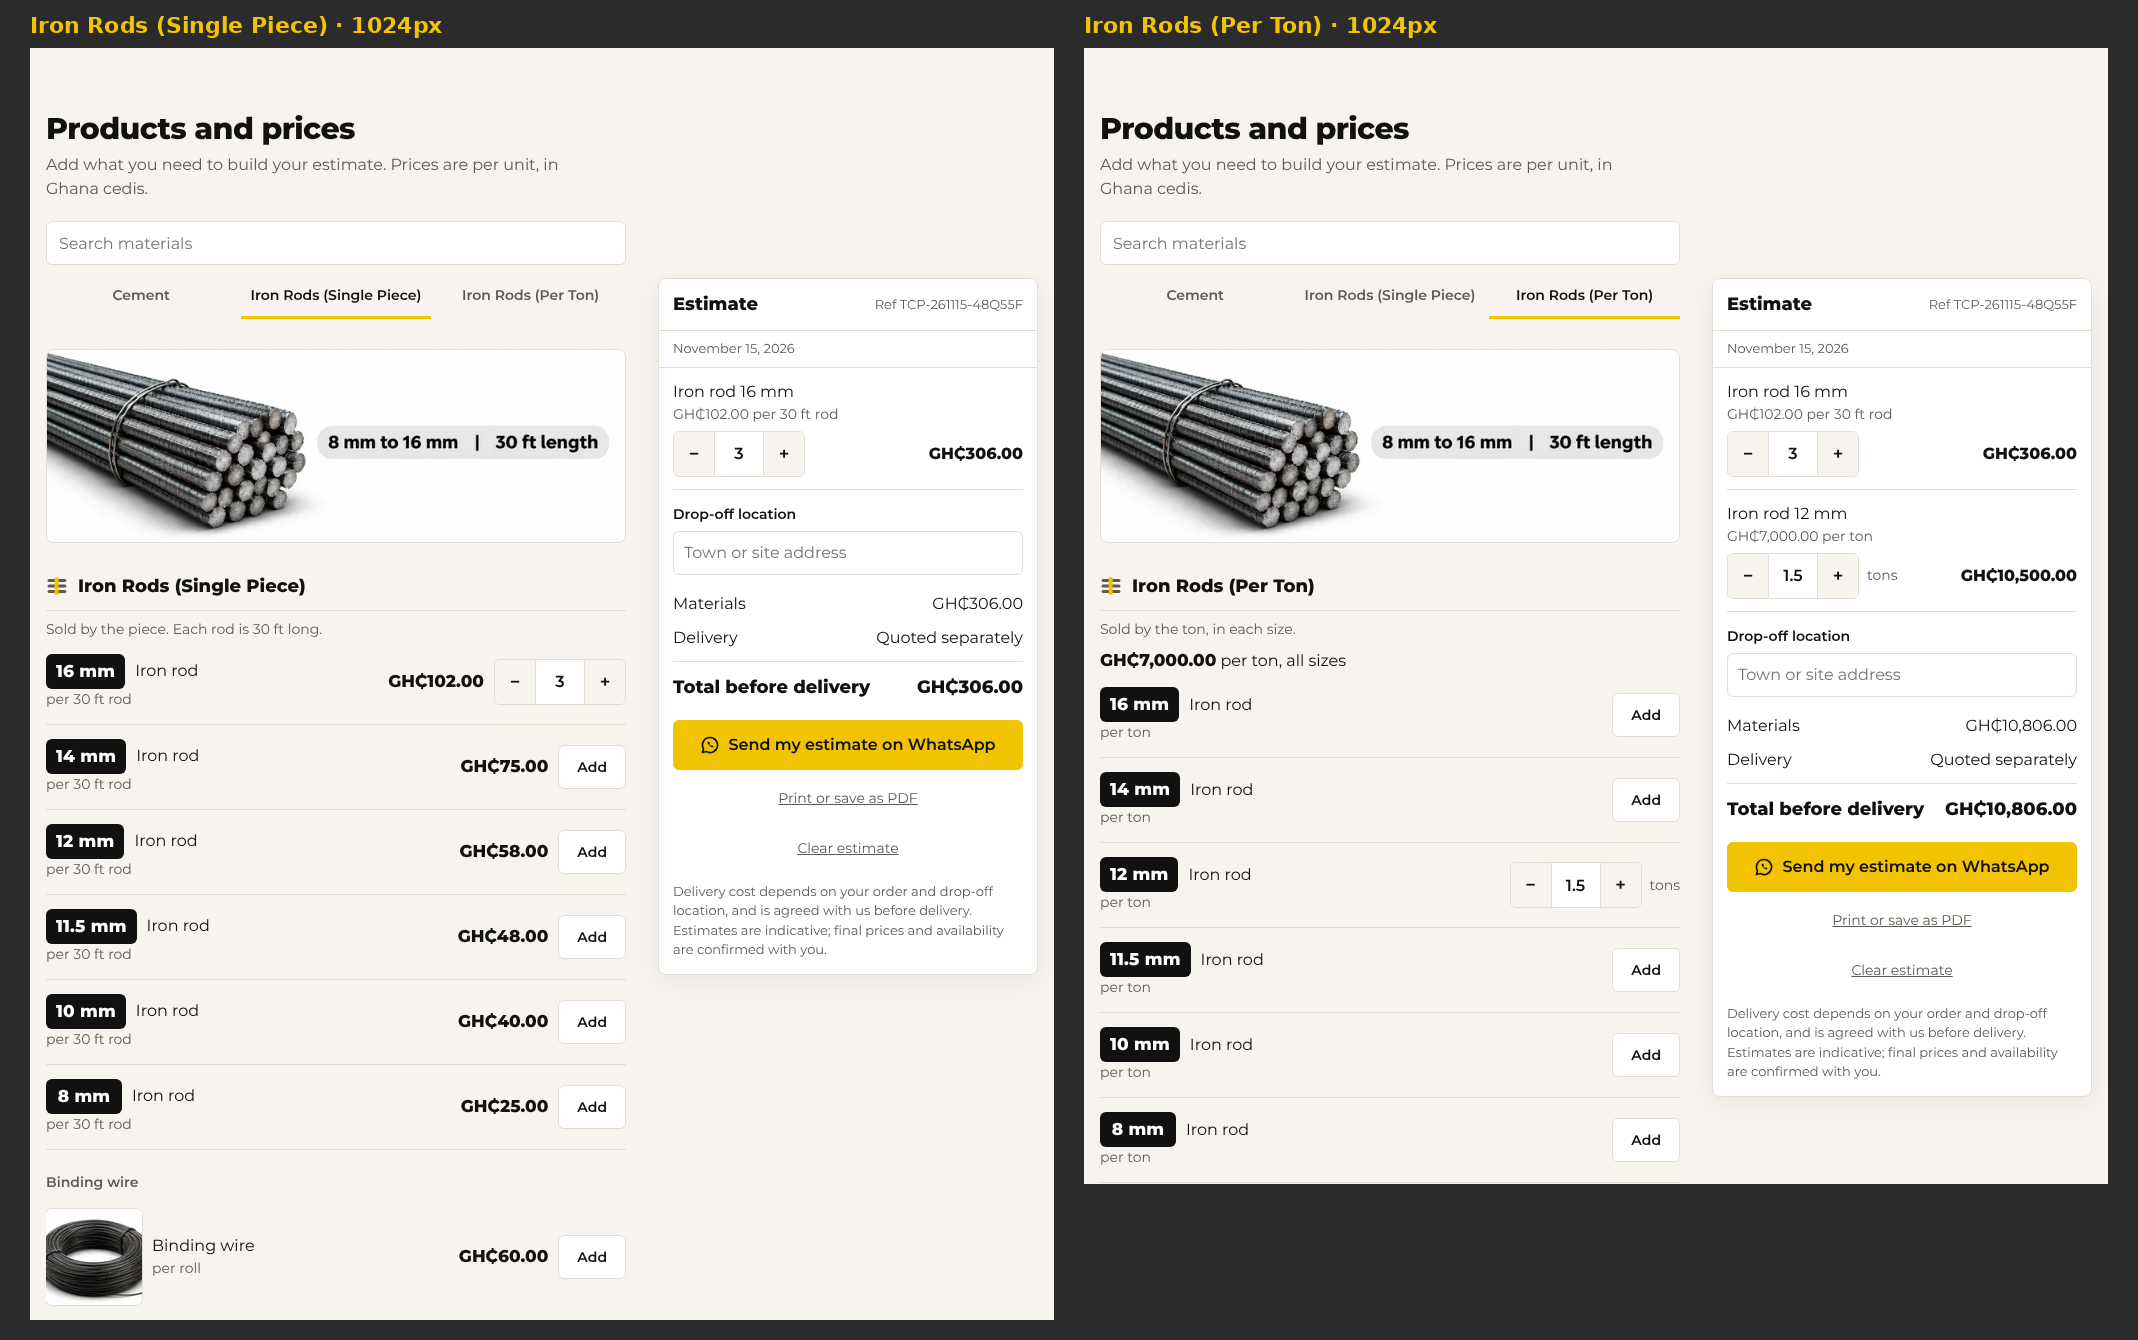 Iron Rods (Single Piece) · 1024px
Products and prices
Add what you need to build your estimate. Prices are per unit, in
Ghana cedis.
Search materials
Cement
Iron Rods (Single Piece)
Iron Rods (Per Ton)
8 mm to 16 mm | 30 ft length
Iron Rods (Single Piece)
Sold by the piece. Each rod is 30 ft long.
16 mm Iron rod GH₵102.00 − 3 +
per 30 ft rod
14 mm Iron rod GH₵75.00 Add
per 30 ft rod
12 mm Iron rod GH₵58.00 Add
per 30 ft rod
11.5 mm Iron rod GH₵48.00 Add
per 30 ft rod
10 mm Iron rod GH₵40.00 Add
per 30 ft rod
8 mm Iron rod GH₵25.00 Add
per 30 ft rod
Binding wire
Binding wire GH₵60.00 Add
per roll
Estimate Ref TCP-261115-48Q55F
November 15, 2026
Iron rod 16 mm
GH₵102.00 per 30 ft rod
− 3 + GH₵306.00
Drop-off location
Town or site address
Materials GH₵306.00
Delivery Quoted separately
Total before delivery GH₵306.00
Send my estimate on WhatsApp
Print or save as PDF
Clear estimate
Delivery cost depends on your order and drop-off
location, and is agreed with us before delivery.
Estimates are indicative; final prices and availability
are confirmed with you.
Iron Rods (Per Ton) · 1024px
Products and prices
Add what you need to build your estimate. Prices are per unit, in
Ghana cedis.
Search materials
Cement
Iron Rods (Single Piece)
Iron Rods (Per Ton)
8 mm to 16 mm | 30 ft length
Iron Rods (Per Ton)
Sold by the ton, in each size.
GH₵7,000.00 per ton, all sizes
16 mm Iron rod Add
per ton
14 mm Iron rod Add
per ton
12 mm Iron rod − 1.5 + tons
per ton
11.5 mm Iron rod Add
per ton
10 mm Iron rod Add
per ton
8 mm Iron rod Add
per ton
Estimate Ref TCP-261115-48Q55F
November 15, 2026
Iron rod 16 mm
GH₵102.00 per 30 ft rod
− 3 + GH₵306.00
Iron rod 12 mm
GH₵7,000.00 per ton
− 1.5 + tons GH₵10,500.00
Drop-off location
Town or site address
Materials GH₵10,806.00
Delivery Quoted separately
Total before delivery GH₵10,806.00
Send my estimate on WhatsApp
Print or save as PDF
Clear estimate
Delivery cost depends on your order and drop-off
location, and is agreed with us before delivery.
Estimates are indicative; final prices and availability
are confirmed with you.